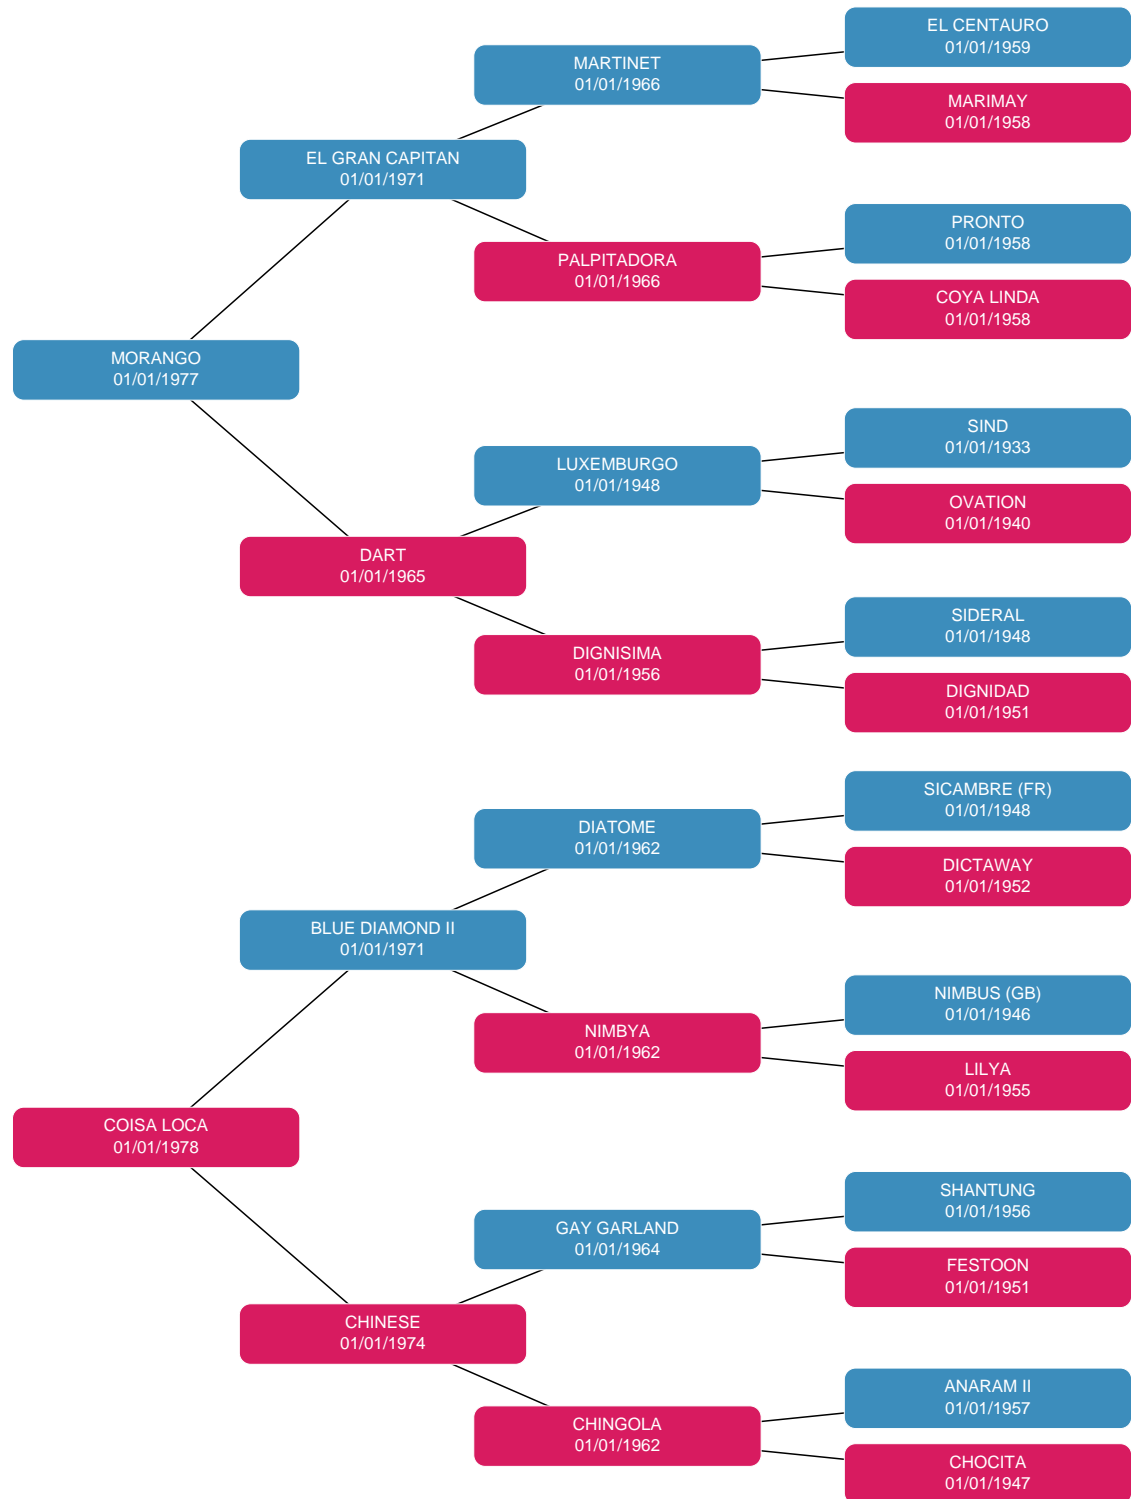 EL CENTAURO
01/01/1959
MARTINET
01/01/1966
MARIMAY
01/01/1958
EL GRAN CAPITAN
01/01/1971
PRONTO
01/01/1958
PALPITADORA
01/01/1966
COYA LINDA
01/01/1958
MORANGO
01/01/1977
SIND
01/01/1933
LUXEMBURGO
01/01/1948
OVATION
01/01/1940
DART
01/01/1965
SIDERAL
01/01/1948
DIGNISIMA
01/01/1956
DIGNIDAD
01/01/1951
SICAMBRE (FR)
01/01/1948
DIATOME
01/01/1962
DICTAWAY
01/01/1952
BLUE DIAMOND II
01/01/1971
NIMBUS (GB)
01/01/1946
NIMBYA
01/01/1962
LILYA
01/01/1955
COISA LOCA
01/01/1978
SHANTUNG
01/01/1956
GAY GARLAND
01/01/1964
FESTOON
01/01/1951
CHINESE
01/01/1974
ANARAM II
01/01/1957
CHINGOLA
01/01/1962
CHOCITA
01/01/1947